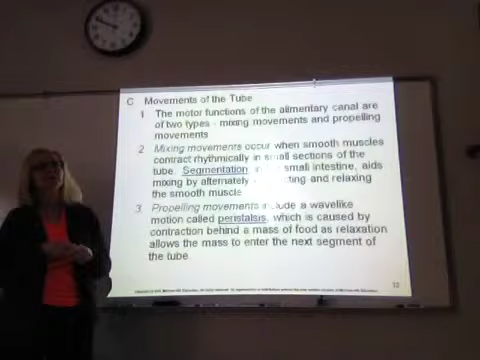 C Movements of the Tube
1 The motor functions of the alimentary canal are
of two types - mixing movements and propelling
movements
2. Mixing movements occur when smooth muscles
contract rhythmically in small sections of the
tube. Segmentation small intestine, aids
mixing by alternately and relaxing
the smooth muscle
3. Propelling movements include a wavelike
motion called peristalsis, which is caused by
contraction behind a mass of food as relaxation
allows the mass to enter the next segment of
the tube
12